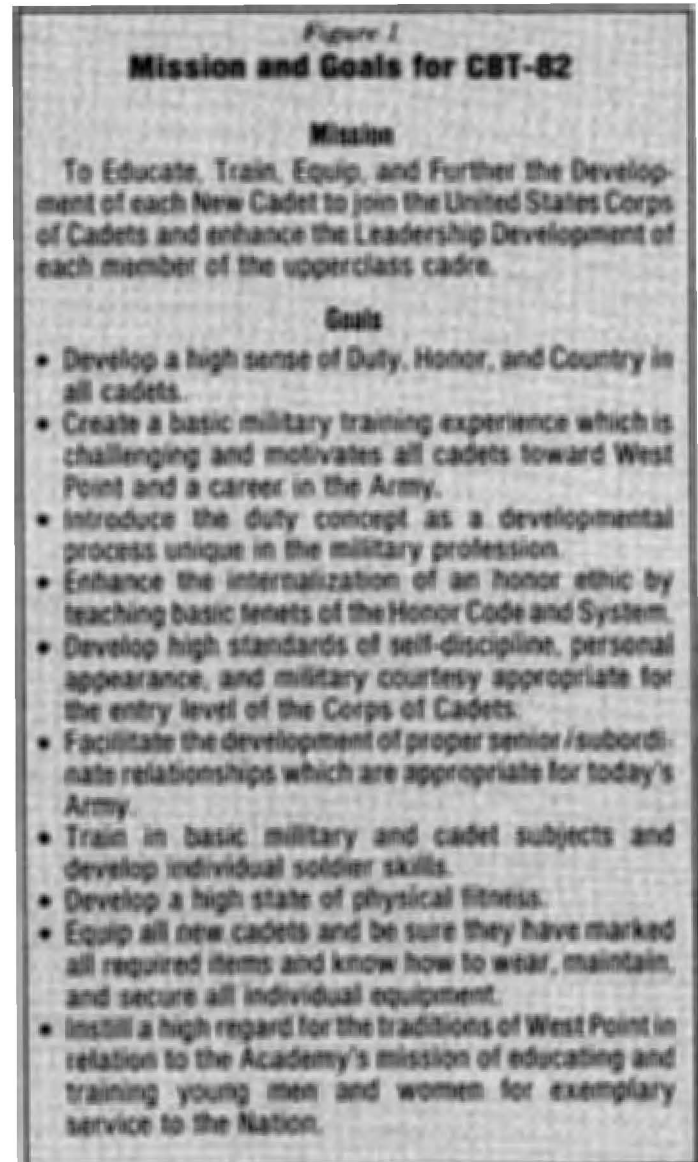 Figure 1
Mission and Goals for CBT-82
Mission
To Educate, Train, Equip, and Further the Develop-
ment of each New Cadet to join the United States Corps
of Cadets and enhance the Leadership Development of
each member of the upperclass cadre.
Goals
• Develop a high sense of Duty, Honor, and Country in
all cadets.
• Create a basic military training experience which is
challenging and motivates all cadets toward West
Point and a career in the Army.
• Introduce the duty concept as a developmental
process unique in the military profession.
• Enhance the internalization of an honor ethic by
teaching basic tenets of the Honor Code and System.
• Develop high standards of self-discipline, personal
appearance, and military courtesy appropriate for
the entry level of the Corps of Cadets.
• Facilitate the development of proper senior/subordi-
nate relationships which are appropriate for today's
Army.
• Train in basic military and cadet subjects and
develop individual soldier skills.
• Develop a high state of physical fitness.
• Equip all new cadets and be sure they have marked
all required items and know how to wear, maintain,
and secure all individual equipment.
• Instill a high regard for the traditions of West Point in
relation to the Academy's mission of educating and
training young men and women for exemplary
service to the Nation.